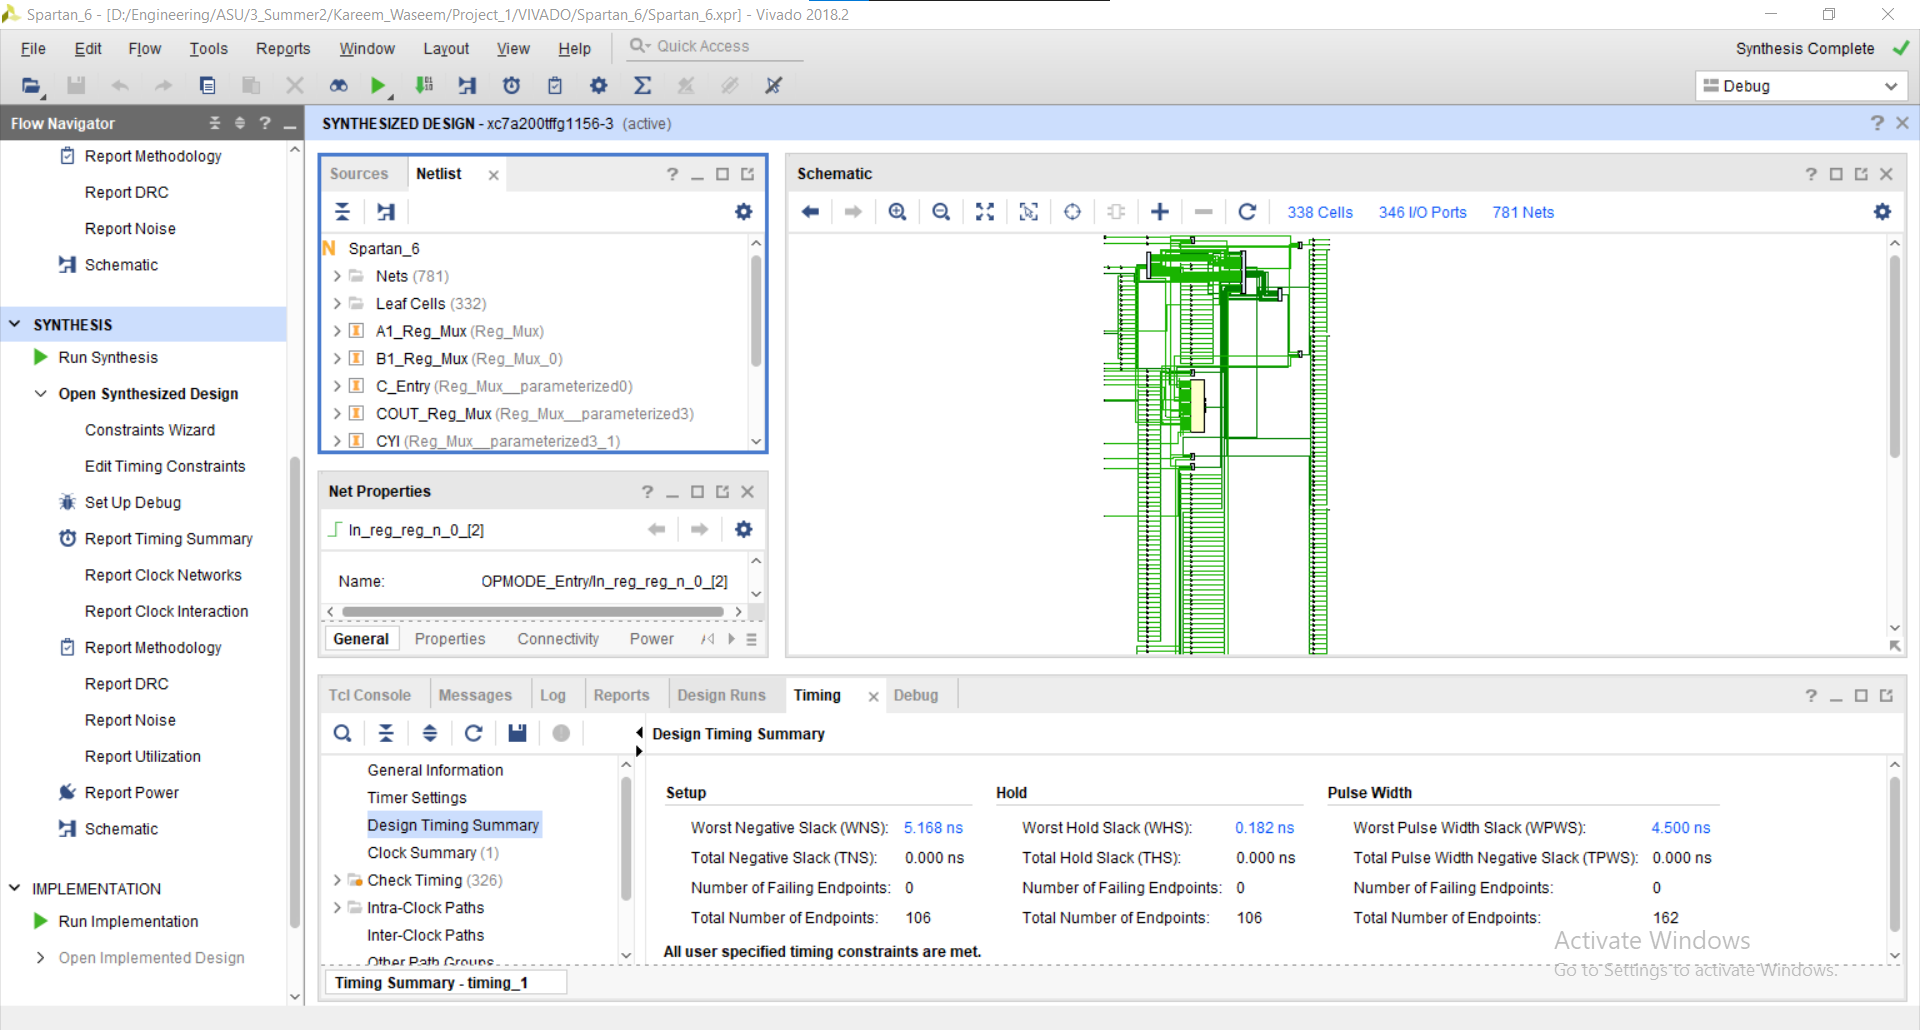 Spartan_6 - [D:/Engineering/ASU/3_Summer2/Kareem_Waseem/Project_1/VIVADO/Spartan_6/Spartan_6.xpr] - Vivado 2018.2
File Edit Flow Tools Reports Window Layout View Help Quick Access
Synthesis Complete
Debug
Flow Navigator
SYNTHESIZED DESIGN - xc7a200tffg1156-3 (active)
Report Methodology
Report DRC
Report Noise
Schematic
SYNTHESIS
Run Synthesis
Open Synthesized Design
Constraints Wizard
Edit Timing Constraints
Set Up Debug
Report Timing Summary
Report Clock Networks
Report Clock Interaction
Report Methodology
Report DRC
Report Noise
Report Utilization
Report Power
Schematic
IMPLEMENTATION
Run Implementation
Open Implemented Design
Sources Netlist
N Spartan_6
Nets (781)
Leaf Cells (332)
A1_Reg_Mux (Reg_Mux)
B1_Reg_Mux (Reg_Mux_0)
C_Entry (Reg_Mux__parameterized0)
COUT_Reg_Mux (Reg_Mux__parameterized3)
CYI (Reg_Mux__parameterized3_1)
Net Properties
In_reg_reg_n_0_[2]
Name: OPMODE_Entry/In_reg_reg_n_0_[2]
General Properties Connectivity Power
Schematic
338 Cells 346 I/O Ports 781 Nets
Tcl Console Messages Log Reports Design Runs Timing Debug
General Information
Timer Settings
Design Timing Summary
Clock Summary (1)
Check Timing (326)
Intra-Clock Paths
Inter-Clock Paths
Other Path Groups
Timing Summary - timing_1
Design Timing Summary
Setup Hold Pulse Width
Worst Negative Slack (WNS): 5.168 ns Worst Hold Slack (WHS): 0.182 ns Worst Pulse Width Slack (WPWS): 4.500 ns
Total Negative Slack (TNS): 0.000 ns Total Hold Slack (THS): 0.000 ns Total Pulse Width Negative Slack (TPWS): 0.000 ns
Number of Failing Endpoints: 0 Number of Failing Endpoints: 0 Number of Failing Endpoints: 0
Total Number of Endpoints: 106 Total Number of Endpoints: 106 Total Number of Endpoints: 162
All user specified timing constraints are met.
Activate Windows
Go to Settings to activate Windows.